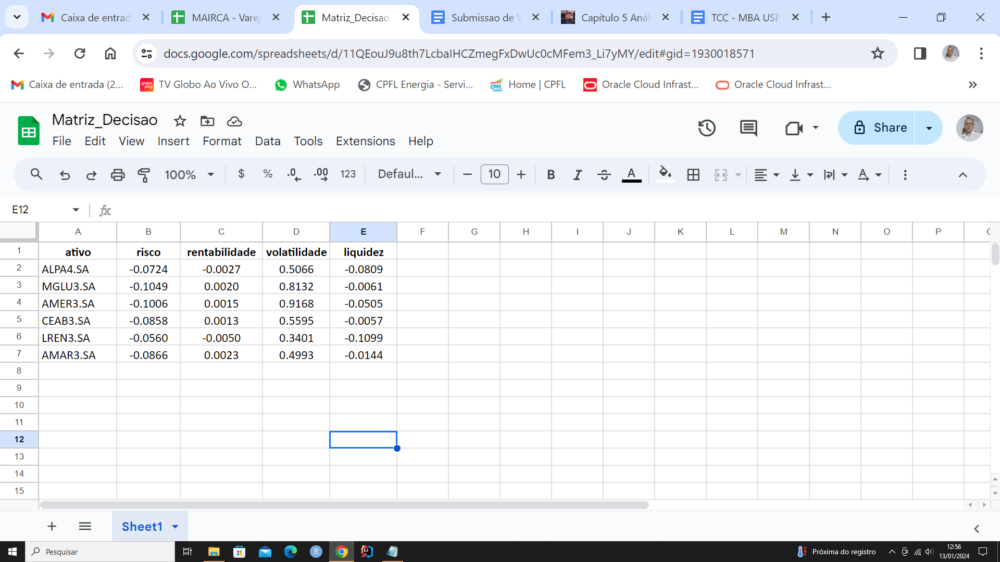 Caixa de entrad
MAIRCA - Varej
Matriz_Decisao
Submissao de V
Capítulo 5 Anál
TCC - MBA USP
docs.google.com/spreadsheets/d/11QEouJ9u8th7LcbaIHCZmegFxDwUc0cMFem3_Li7yMY/edit#gid=1930018571
Caixa de entrada (2...
TV Globo Ao Vivo O...
WhatsApp
CPFL Energia - Servi...
Home | CPFL
Oracle Cloud Infrast...
Oracle Cloud Infrast...
Matriz_Decisao
File Edit View Insert Format Data Tools Extensions Help
Share
100% $ % .0 .00 123 Defaul... 10 B I S A
E12 fx
A B C D E F G H I J K L M N O P
1 ativo risco rentabilidade volatilidade liquidez
2 ALPA4.SA -0.0724 -0.0027 0.5066 -0.0809
3 MGLU3.SA -0.1049 0.0020 0.8132 -0.0061
4 AMER3.SA -0.1006 0.0015 0.9168 -0.0505
5 CEAB3.SA -0.0858 0.0013 0.5595 -0.0057
6 LREN3.SA -0.0560 -0.0050 0.3401 -0.1099
7 AMAR3.SA -0.0866 0.0023 0.4993 -0.0144
8
9
10
11
12
13
14
15
Sheet1
Pesquisar
Próxima do registro
12:56
13/01/2024